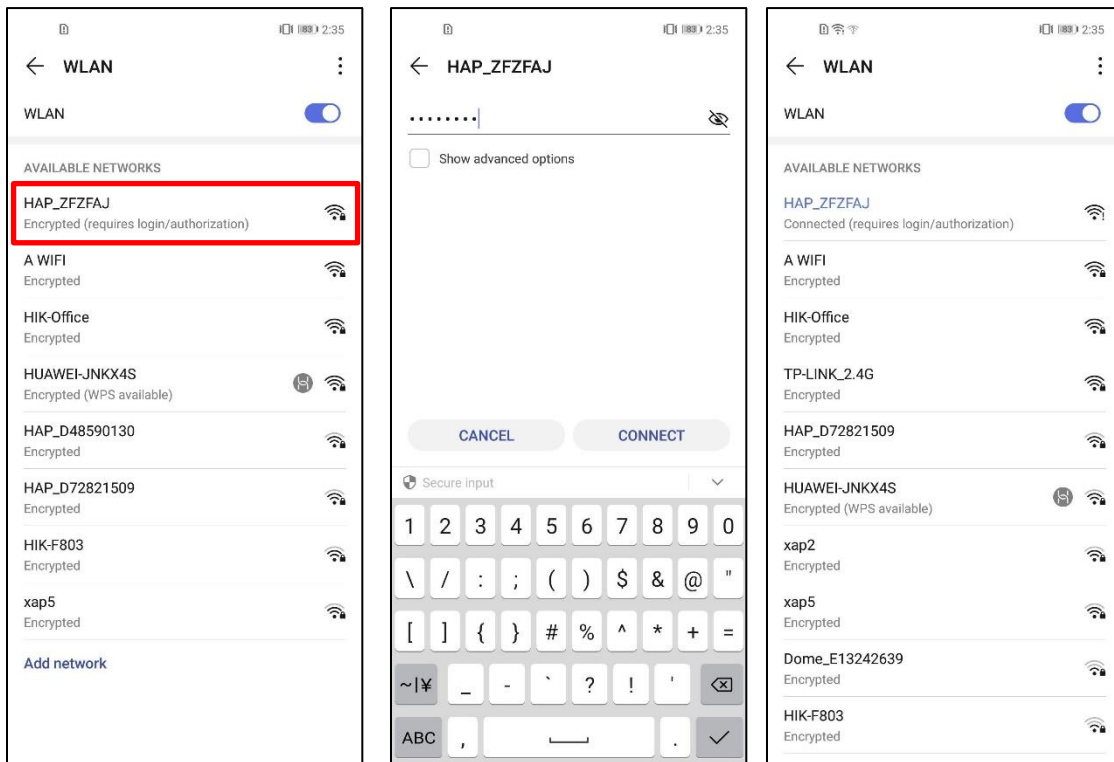 83 2:35
WLAN
WLAN
AVAILABLE NETWORKS
HAP_ZFZFAJ
Encrypted (requires login/authorization)
A WIFI
Encrypted
HIK-Office
Encrypted
HUAWEI-JNKX4S
Encrypted (WPS available)
HAP_D48590130
Encrypted
HAP_D72821509
Encrypted
HIK-F803
Encrypted
xap5
Encrypted
Add network
83 2:35
HAP_ZFZFAJ
••••••••
Show advanced options
CANCEL CONNECT
Secure input
1 2 3 4 5 6 7 8 9 0
\ / : ; ( ) $ & @ "
[ ] { } # % ^ * + =
~|¥ _ - ` ? ! '
ABC , .
83 2:35
WLAN
WLAN
AVAILABLE NETWORKS
HAP_ZFZFAJ
Connected (requires login/authorization)
A WIFI
Encrypted
HIK-Office
Encrypted
TP-LINK_2.4G
Encrypted
HAP_D72821509
Encrypted
HUAWEI-JNKX4S
Encrypted (WPS available)
xap2
Encrypted
xap5
Encrypted
Dome_E13242639
Encrypted
HIK-F803
Encrypted